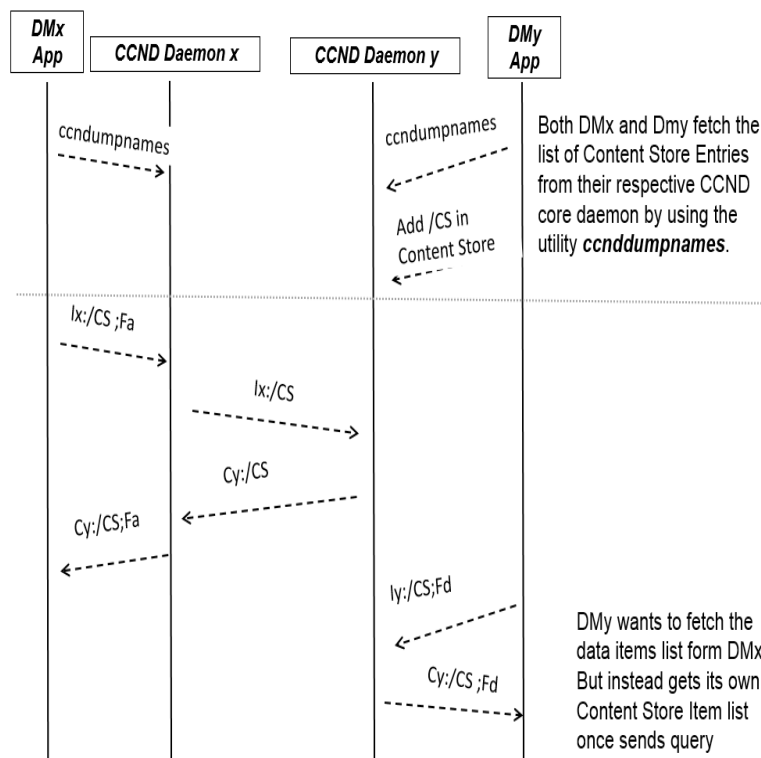 DMx
App
CCND Daemon x
CCND Daemon y
DMy
App
ccndumpnames
ccndumpnames
Add /CS in
Content Store
Both DMx and Dmy fetch the
list of Content Store Entries
from their respective CCND
core daemon by using the
utility ccnddumpnames.
Ix:/CS ;Fa
Ix:/CS
Cy:/CS
Cy:/CS;Fa
Iy:/CS;Fd
Cy:/CS ;Fd
DMy wants to fetch the
data items list form DMx
But instead gets its own
Content Store Item list
once sends query